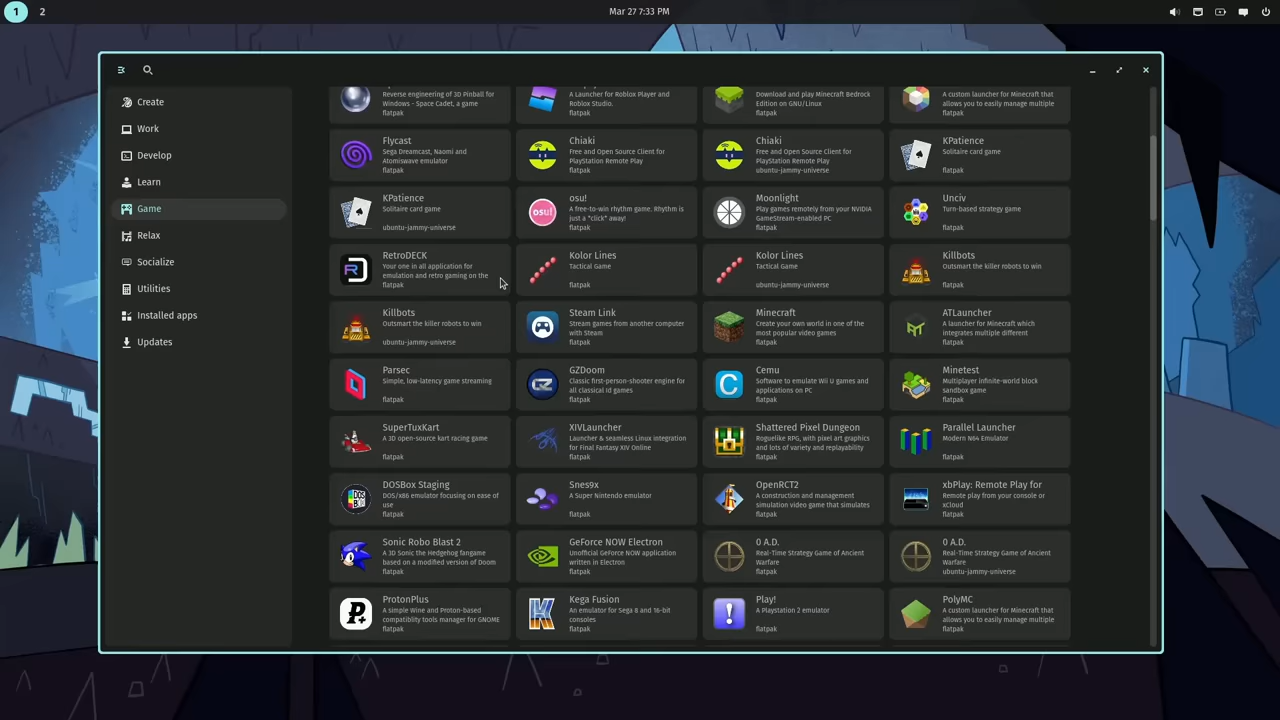 1
2
Mar 27 7:33 PM
Create
Work
Develop
Learn
Game
Relax
Socialize
Utilities
Installed apps
Updates
Reverse engineering of 3D Pinball for
Windows - Space Cadet, a game
flatpak
A Launcher for Roblox Player and
Roblox Studio.
flatpak
Download and play Minecraft Bedrock
Edition on GNU/Linux
flatpak
A custom launcher for Minecraft that
allows you to easily manage multiple
flatpak
Flycast
Sega Dreamcast, Naomi and
Atomiswave emulator
flatpak
Chiaki
Free and Open Source Client for
PlayStation Remote Play
flatpak
Chiaki
Free and Open Source Client for
PlayStation Remote Play
ubuntu-jammy-universe
KPatience
Solitaire card game
flatpak
KPatience
Solitaire card game
ubuntu-jammy-universe
osu!
osu!
A free-to-win rhythm game. Rhythm is
just a "click" away!
flatpak
Moonlight
Play games remotely from your NVIDIA
GameStream-enabled PC
flatpak
Unciv
Turn-based strategy game
flatpak
RetroDECK
Your one in all application for
emulation and retro gaming on the
flatpak
Kolor Lines
Tactical Game
flatpak
Kolor Lines
Tactical Game
ubuntu-jammy-universe
Killbots
Outsmart the killer robots to win
flatpak
Killbots
Outsmart the killer robots to win
ubuntu-jammy-universe
Steam Link
Stream games from another computer
with Steam
flatpak
Minecraft
Create your own world in one of the
most popular video games
flatpak
ATLauncher
A launcher for Minecraft which
integrates multiple different
flatpak
Parsec
Simple, low-latency game streaming
flatpak
GZDoom
Classic first-person-shooter engine for
all classical id games
flatpak
Cemu
Software to emulate Wii U games and
applications on PC
flatpak
Minetest
Multiplayer infinite-world block
sandbox game
flatpak
SuperTuxKart
A 3D open-source kart racing game
flatpak
XIVLauncher
Launcher & seamless Linux integration
for Final Fantasy XIV Online
flatpak
Shattered Pixel Dungeon
Roguelike RPG, with pixel art graphics
and lots of variety and replayability
flatpak
Parallel Launcher
Modern N64 Emulator
flatpak
DOSBox Staging
DOS/x86 emulator focusing on ease of
use
flatpak
Snes9x
A Super Nintendo emulator
flatpak
OpenRCT2
A construction and management
simulation video game that simulates
flatpak
xbPlay: Remote Play for
Remote play from your console or
xCloud
flatpak
Sonic Robo Blast 2
A 3D Sonic the Hedgehog fangame
based on a modified version of Doom
flatpak
GeForce NOW Electron
Unofficial GeForce NOW application
written in Electron
flatpak
0 A.D.
Real-Time Strategy Game of Ancient
Warfare
flatpak
0 A.D.
Real-Time Strategy Game of Ancient
Warfare
ubuntu-jammy-universe
ProtonPlus
A simple Wine and Proton-based
compatiblity tools manager for GNOME
flatpak
Kega Fusion
An emulator for Sega 8 and 16-bit
consoles
flatpak
Play!
A Playstation 2 emulator
flatpak
PolyMC
A custom launcher for Minecraft that
allows you to easily manage multiple
flatpak